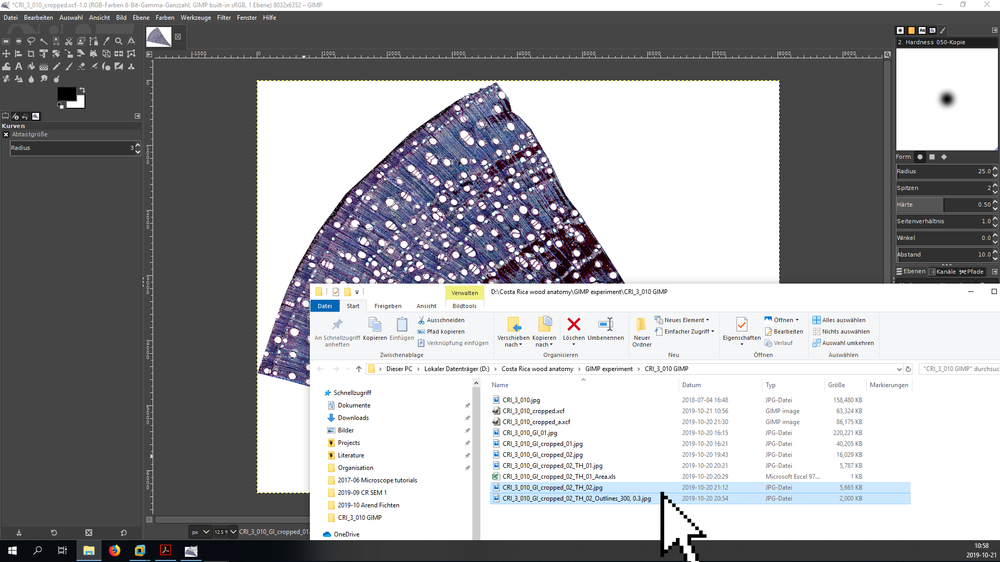 *CRI_3_010_cropped.xcf-1.0 (RGB-Farben 8-Bit-Gamma-Ganzzahl, GIMP built-in sRGB, 1 Ebene) 8032x6352 – GIMP
Datei Bearbeiten Auswahl Ansicht Bild Ebene Farben Werkzeuge Filter Fenster Hilfe
-1000 0 1000 2000 3000 4000 5000 6000 7000 8000 9000
0
1000
2000
3000
4000
5000
6000
Kurven
Abtastgröße
Radius 3
2. Hardness 050-Kopie
Form:
Radius 25.0
Spitzen 2
Härte 0.50
Seitenverhältnis 1.0
Winkel 0.0
Abstand 10.0
Ebenen Kanäle Pfade
px 12.5 % CRI_3_010_GI_cropped_01.
Verwalten D:\Costa Rica wood anatomy\GIMP experiment\CRI_3_010 GIMP
Datei Start Freigeben Ansicht Bildtools
An Schnellzugriff anheften
Kopieren
Einfügen
Ausschneiden
Pfad kopieren
Verknüpfung einfügen
Zwischenablage
Verschieben nach
Kopieren nach
Löschen
Umbenennen
Organisieren
Neuer Ordner
Neues Element
Einfacher Zugriff
Neu
Eigenschaften
Öffnen
Bearbeiten
Verlauf
Öffnen
Alles auswählen
Nichts auswählen
Auswahl umkehren
Auswählen
Dieser PC › Lokaler Datenträger (D:) › Costa Rica wood anatomy › GIMP experiment › CRI_3_010 GIMP
"CRI_3_010 GIMP" durchsuc
Schnellzugriff
Dokumente
Downloads
Bilder
Projects
Literature
Organisation
2017-06 Microscope tutorials
2019-09 CR SEM 1
2019-10 Arend Fichten
CRI_3_010 GIMP
OneDrive
Name Datum Typ Größe Markierungen
CRI_3_010.jpg 2018-07-04 16:48 JPG-Datei 158,480 KB
CRI_3_010_cropped.xcf 2019-10-21 10:56 GIMP image 63,324 KB
CRI_3_010_cropped_a.xcf 2019-10-20 21:30 GIMP image 86,175 KB
CRI_3_010_GI_01.jpg 2019-10-20 16:15 JPG-Datei 220,221 KB
CRI_3_010_GI_cropped_01.jpg 2019-10-20 16:21 JPG-Datei 40,205 KB
CRI_3_010_GI_cropped_02.jpg 2019-10-20 19:43 JPG-Datei 16,029 KB
CRI_3_010_GI_cropped_02_TH_01.jpg 2019-10-20 20:21 JPG-Datei 5,787 KB
CRI_3_010_GI_cropped_02_TH_01_Area.xls 2019-10-20 20:29 Microsoft Excel 97... 1 KB
CRI_3_010_GI_cropped_02_TH_02.jpg 2019-10-20 21:12 JPG-Datei 5,665 KB
CRI_3_010_GI_cropped_02_TH_02_Outlines_300, 0.3.jpg 2019-10-20 20:54 JPG-Datei 2,000 KB
10:58
2019-10-21